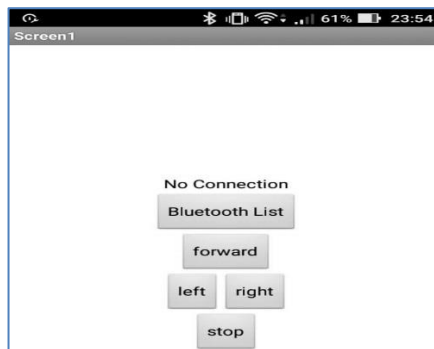 61% 23:54
Screen1
No Connection
Bluetooth List
forward
left right
stop